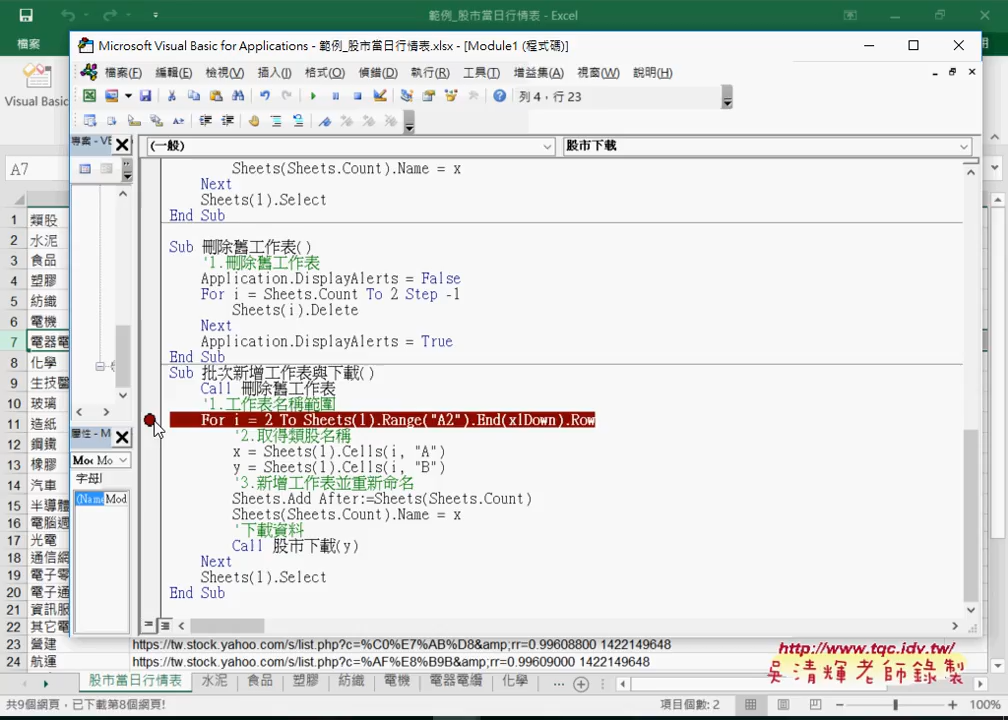 範例_股市當日行情表 - Excel
檔案
Visual Basic
A7
Microsoft Visual Basic for Applications - 範例_股市當日行情表.xlsx - [Module1 (程式碼)]
檔案(F) 編輯(E) 檢視(V) 插入(I) 格式(O) 偵錯(D) 執行(R) 工具(T) 增益集(A) 視窗(W) 說明(H)
列 4，行 23
專案 - VE
(一般)
股市下載
Sheets(Sheets.Count).Name = x
Next
Sheets(1).Select
End Sub
Sub 刪除舊工作表()
'1.刪除舊工作表
Application.DisplayAlerts = False
For i = Sheets.Count To 2 Step -1
Sheets(i).Delete
Next
Application.DisplayAlerts = True
End Sub
Sub 批次新增工作表與下載()
Call 刪除舊工作表
'1.工作表名稱範圍
For i = 2 To Sheets(1).Range("A2").End(xlDown).Row
'2.取得類股名稱
x = Sheets(1).Cells(i, "A")
y = Sheets(1).Cells(i, "B")
'3.新增工作表並重新命名
Sheets.Add After:=Sheets(Sheets.Count)
Sheets(Sheets.Count).Name = x
'下載資料
Call 股市下載(y)
Next
Sheets(1).Select
End Sub
屬性 - M
Mod
字母順
(Name Mod
1 類股
2 水泥
3 食品
4 塑膠
5 紡織
6 電機
7 電器電
8 化學
9 生技醫
10 玻璃
11 造紙
12 鋼鐵
13 橡膠
14 汽車
15 半導體
16 電腦週
17 光電
18 通信網
19 電子零
20 電子通
21 資訊服
22 其它電
23 營建 https://tw.stock.yahoo.com/s/list.php?c=%C0%E7%AB%D8&amp;rr=0.99608800 1422149648
24 航運 https://tw.stock.yahoo.com/s/list.php?c=%AF%E8%B9B&amp;rr=0.99609000 1422149648
http://www.tqc.idv.tw/
吳清輝老師錄製
股市當日行情表 水泥 食品 塑膠 紡織 電機 電器電纜 化學 ...
共9個網頁，已下載第8個網頁!
項目個數: 2
100%